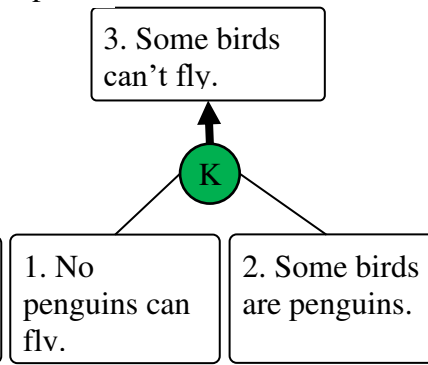 3. Some birds
can’t fly.
K
1. No
penguins can
fly.
2. Some birds
are penguins.